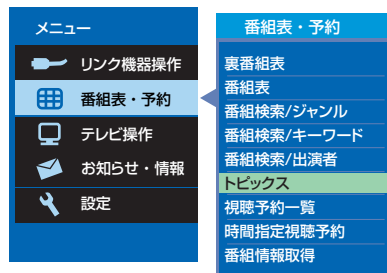 メニュー
リンク機器操作
番組表・予約
テレビ操作
お知らせ・情報
設定
番組表・予約
裏番組表
番組表
番組検索/ジャンル
番組検索/キーワード
番組検索/出演者
トピックス
視聴予約一覧
時間指定視聴予約
番組情報取得